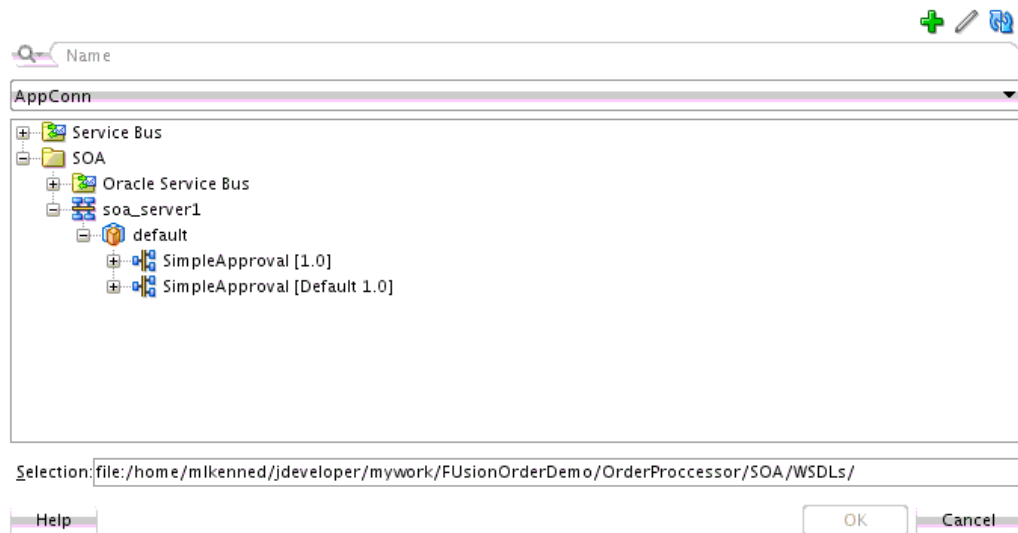 Name
AppConn
Service Bus
SOA
Oracle Service Bus
soa_server1
default
SimpleApproval [1.0]
SimpleApproval [Default 1.0]
Selection: file:/home/mlkenned/jdeveloper/mywork/FUsionOrderDemo/OrderProccessor/SOA/WSDLs/
Help OK Cancel